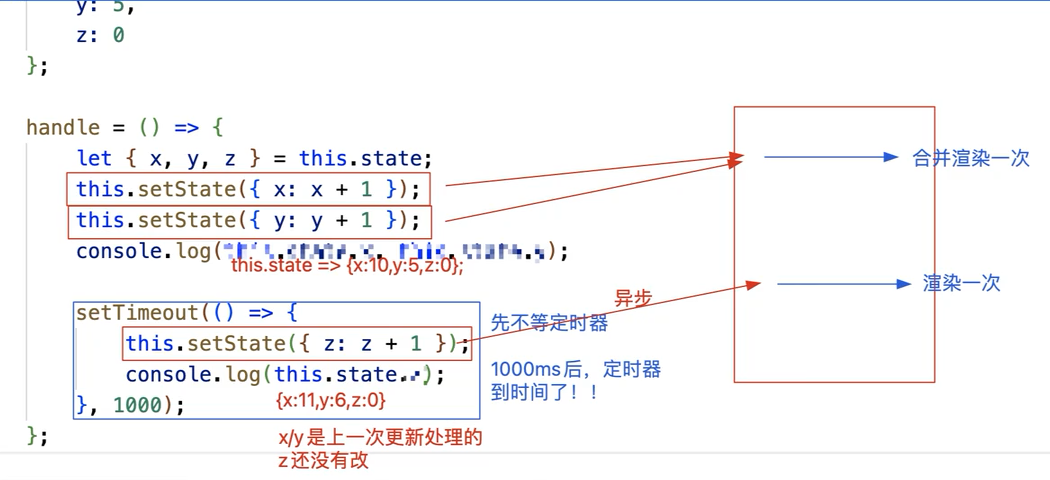 y: 5,
z: 0
};
handle = () => {
let { x, y, z } = this.state;
this.setState({ x: x + 1 });
合并渲染一次
this.setState({ y: y + 1 });
console.log();
this.state => {x:10,y:5,z:0};
渲染一次
异步
setTimeout(() => {
先不等定时器
this.setState({ z: z + 1 });
console.log(this.state);
1000ms后，定时器
到时间了！！
}, 1000);
{x:11,y:6,z:0}
};
x/y是上一次更新处理的
z还没有改